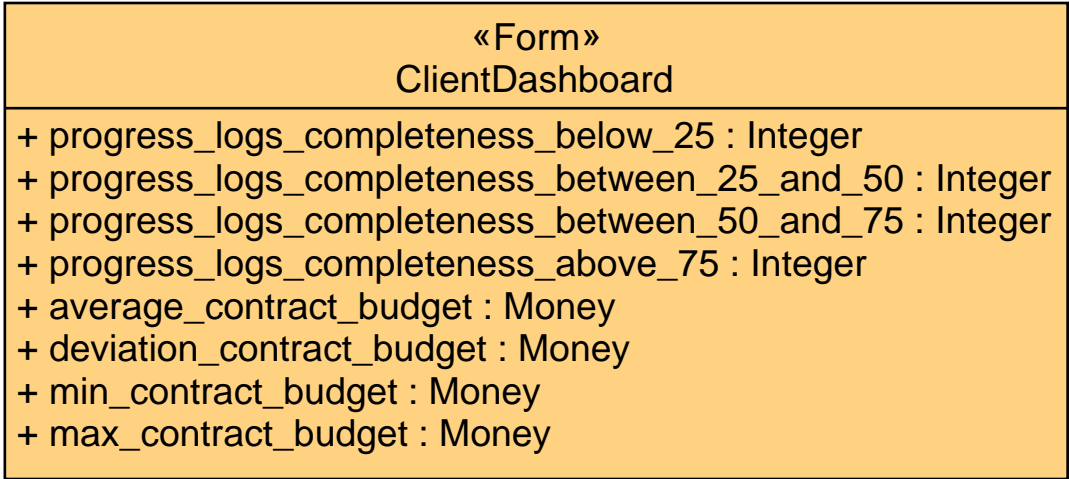 «Form»
ClientDashboard
+ progress_logs_completeness_below_25 : Integer
+ progress_logs_completeness_between_25_and_50 : Integer
+ progress_logs_completeness_between_50_and_75 : Integer
+ progress_logs_completeness_above_75 : Integer
+ average_contract_budget : Money
+ deviation_contract_budget : Money
+ min_contract_budget : Money
+ max_contract_budget : Money